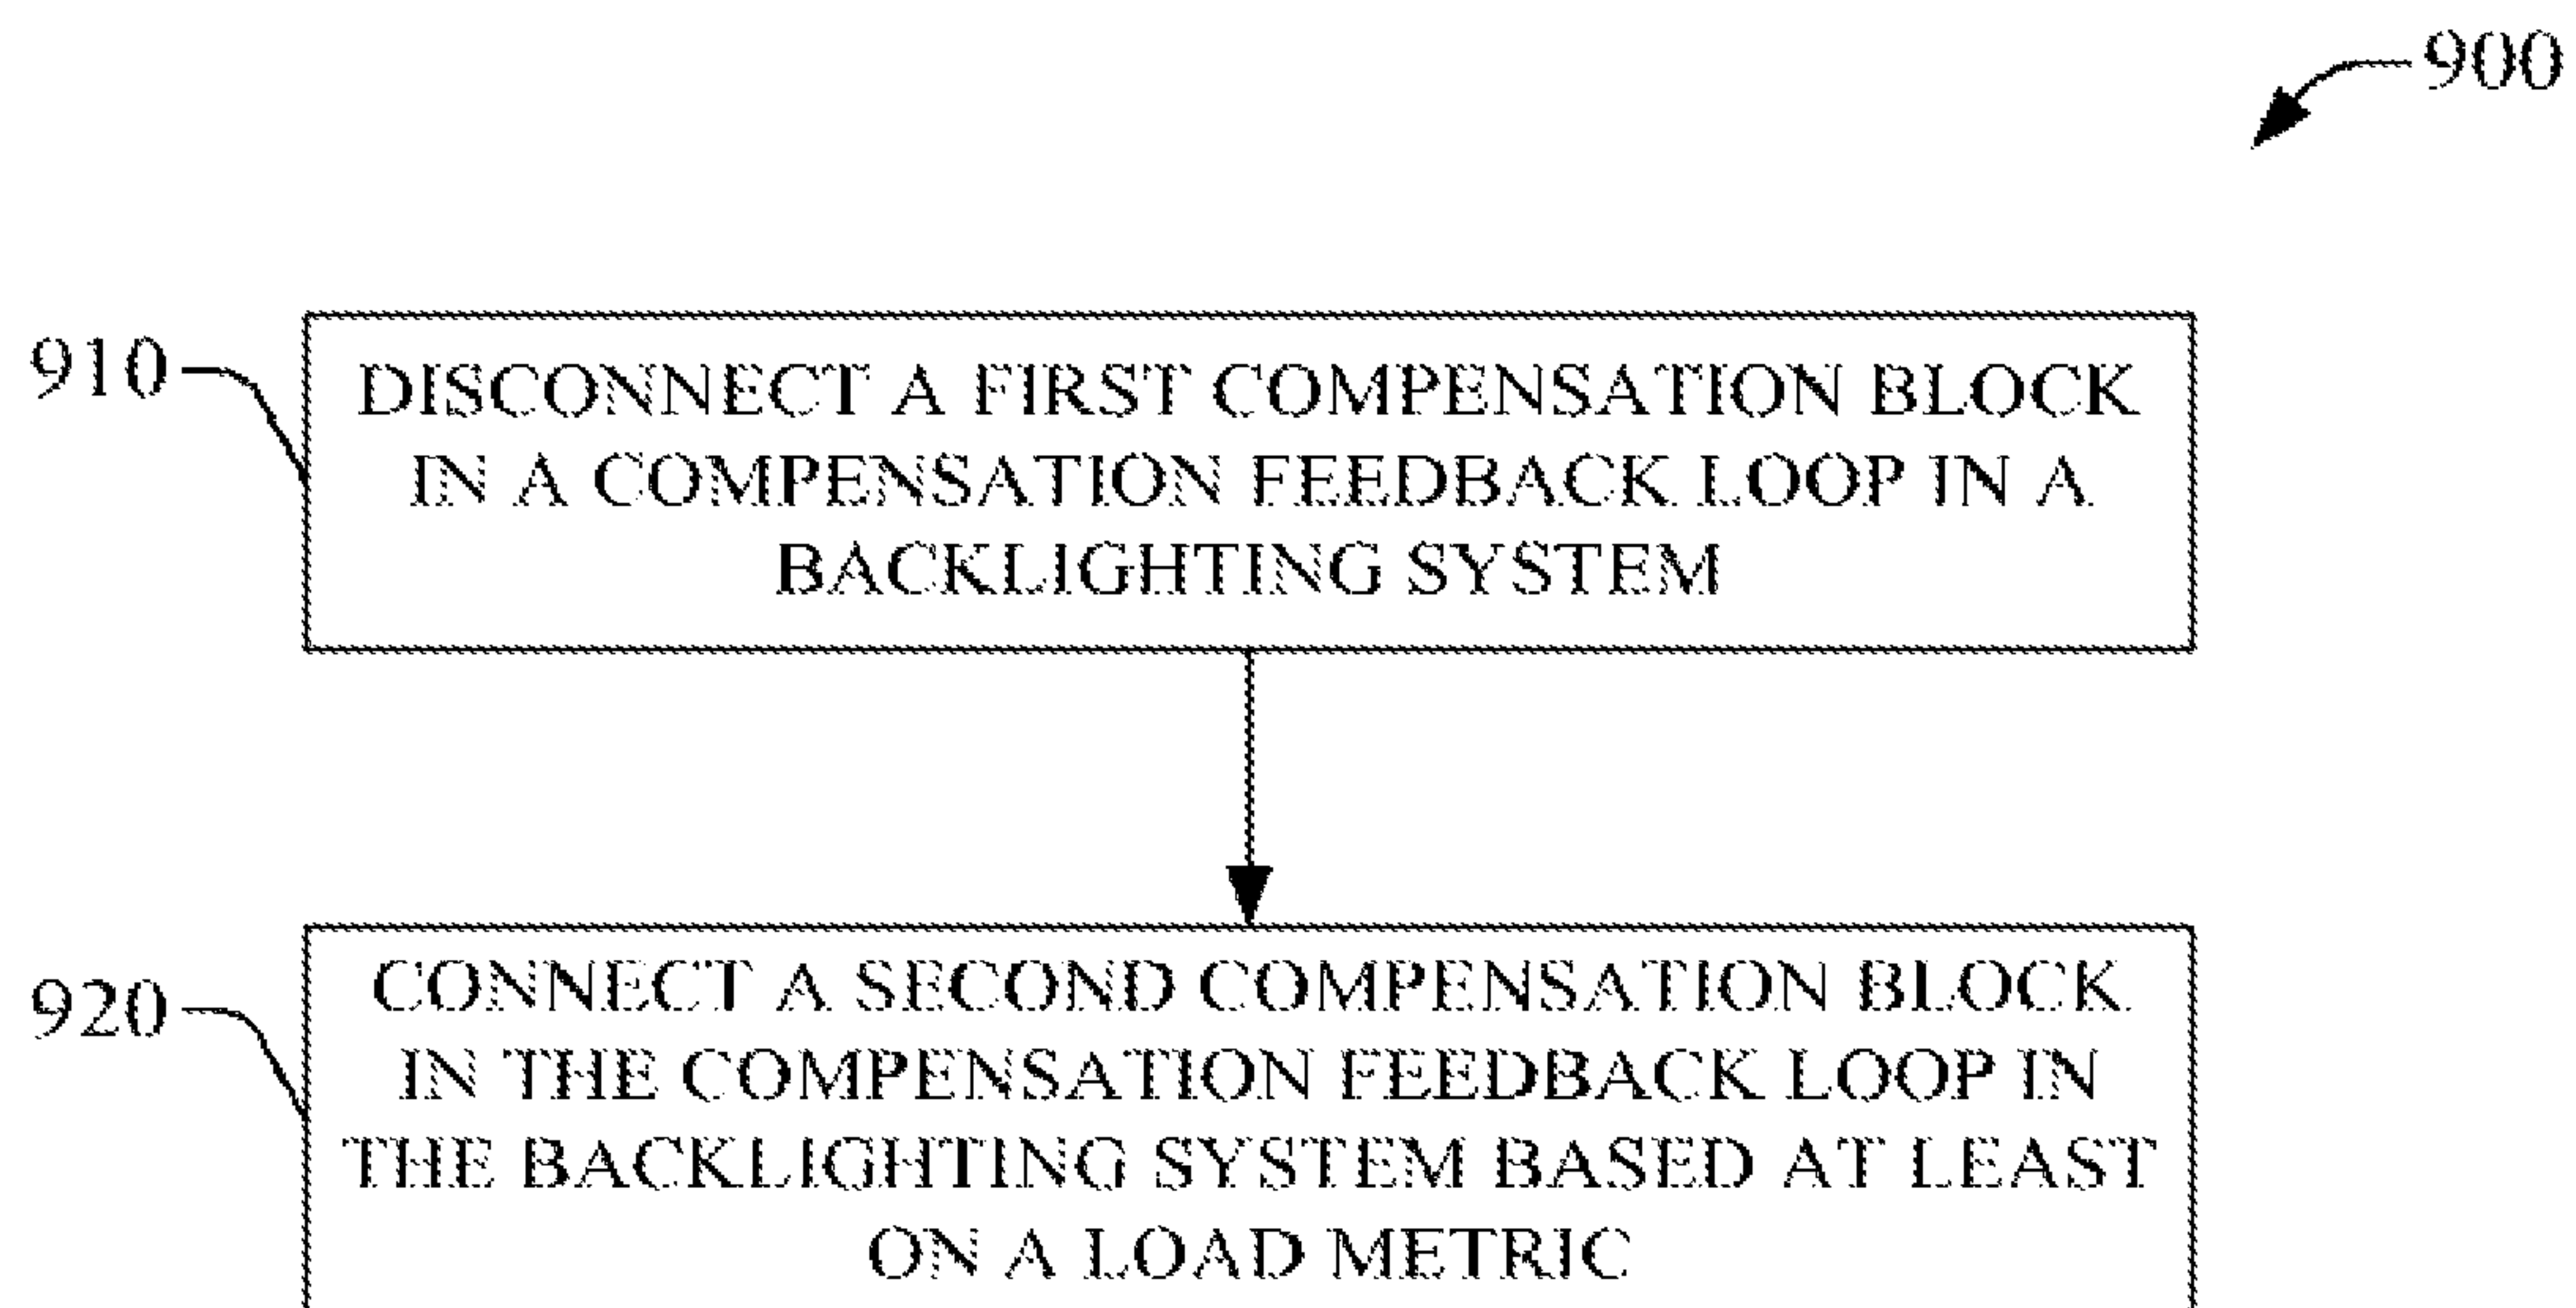 900
910
DISCONNECT A FIRST COMPENSATION BLOCK
IN A COMPENSATION FEEDBACK LOOP IN A
BACKLIGHTING SYSTEM
920
CONNECT A SECOND COMPENSATION BLOCK
IN THE COMPENSATION FEEDBACK LOOP IN
THE BACKLIGHTING SYSTEM BASED AT LEAST
ON A LOAD METRIC